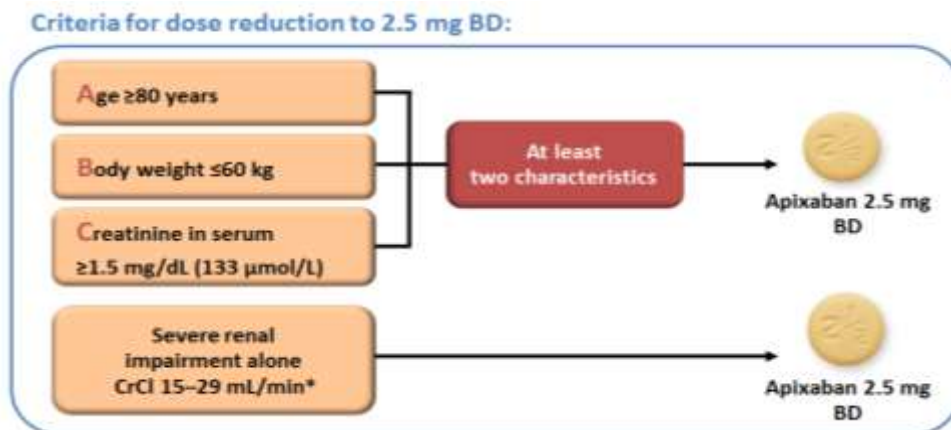 Criteria for dose reduction to 2.5 mg BD:
Age ≥80 years
Body weight ≤60 kg
Creatinine in serum
≥1.5 mg/dL (133 µmol/L)
At least
two characteristics
Apixaban 2.5 mg
BD
Severe renal
impairment alone
CrCl 15–29 mL/min*
Apixaban 2.5 mg
BD